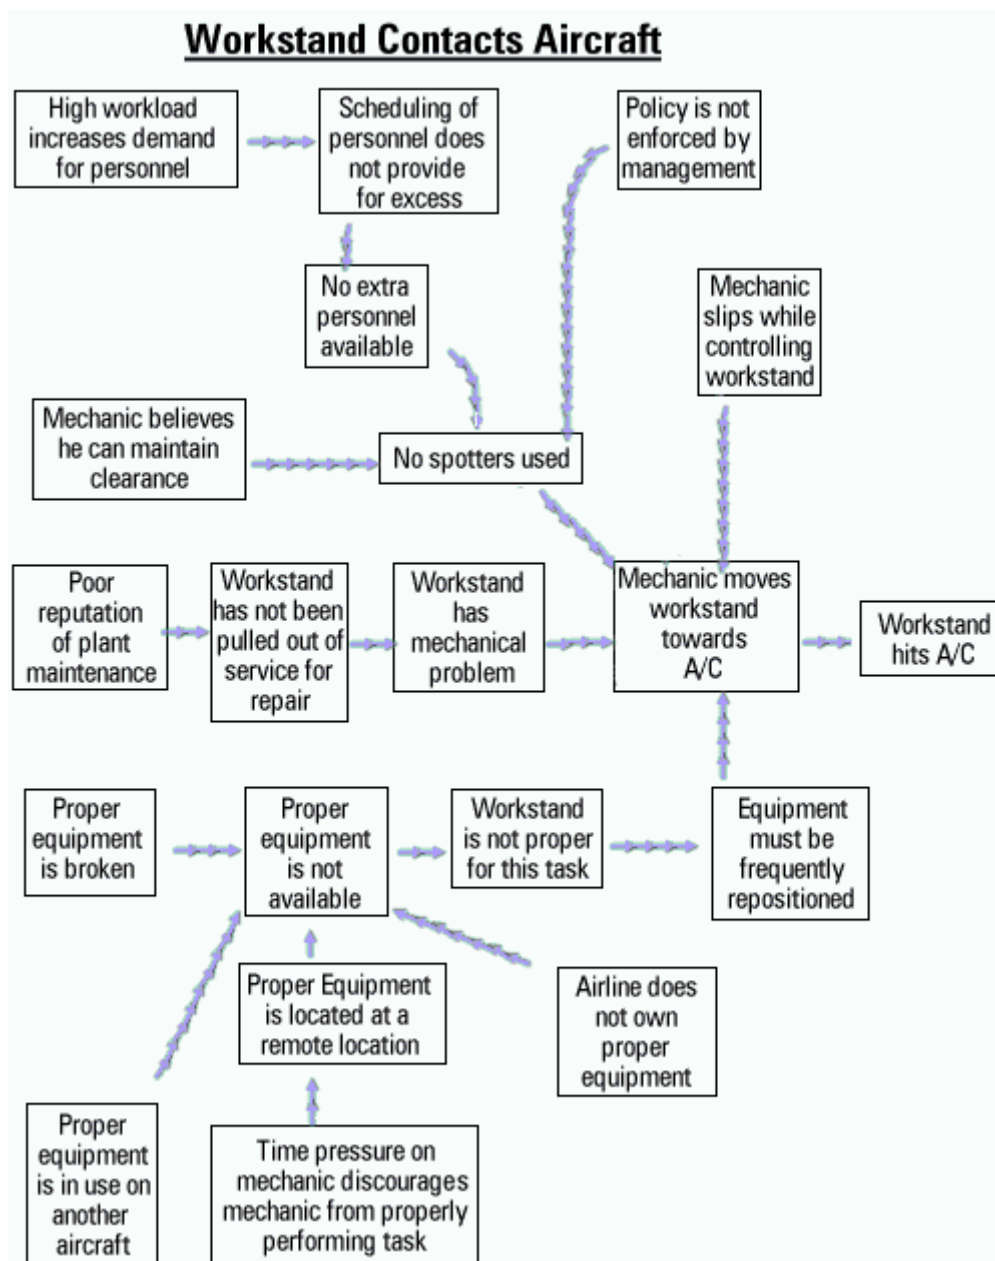 Workstand Contacts Aircraft
High workload
increases demand
for personnel
Scheduling of
personnel does
not provide
for excess
Policy is not
enforced by
management
No extra
personnel
available
Mechanic
slips while
controlling
workstand
Mechanic believes
he can maintain
clearance
No spotters used
Poor
reputation
of plant
maintenance
Workstand
has not been
pulled out of
service for
repair
Workstand
has
mechanical
problem
Mechanic moves
workstand
towards
A/C
Workstand
hits A/C
Proper
equipment
is broken
Proper
equipment
is not
available
Workstand
is not proper
for this task
Equipment
must be
frequently
repositioned
Proper Equipment
is located at a
remote location
Airline does
not own
proper
equipment
Proper
equipment
is in use on
another
aircraft
Time pressure on
mechanic discourages
mechanic from properly
performing task